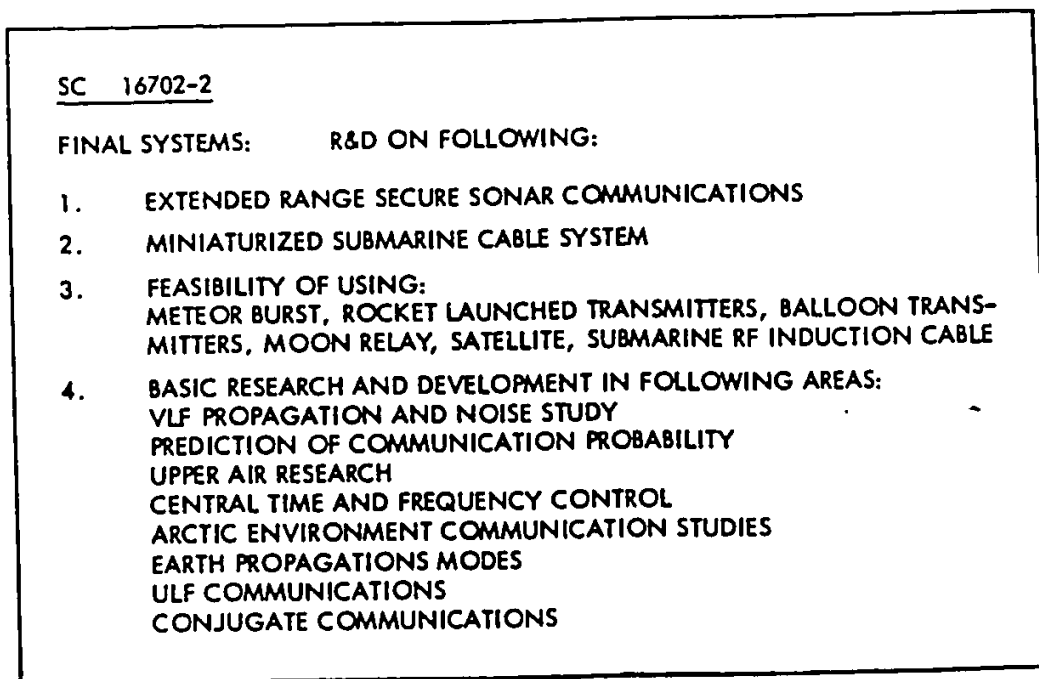 SC 16702-2
FINAL SYSTEMS: R&D ON FOLLOWING:
1. EXTENDED RANGE SECURE SONAR COMMUNICATIONS
2. MINIATURIZED SUBMARINE CABLE SYSTEM
3. FEASIBILITY OF USING:
METEOR BURST, ROCKET LAUNCHED TRANSMITTERS, BALLOON TRANS-
MITTERS, MOON RELAY, SATELLITE, SUBMARINE RF INDUCTION CABLE
4. BASIC RESEARCH AND DEVELOPMENT IN FOLLOWING AREAS:
VLF PROPAGATION AND NOISE STUDY
PREDICTION OF COMMUNICATION PROBABILITY
UPPER AIR RESEARCH
CENTRAL TIME AND FREQUENCY CONTROL
ARCTIC ENVIRONMENT COMMUNICATION STUDIES
EARTH PROPAGATIONS MODES
ULF COMMUNICATIONS
CONJUGATE COMMUNICATIONS